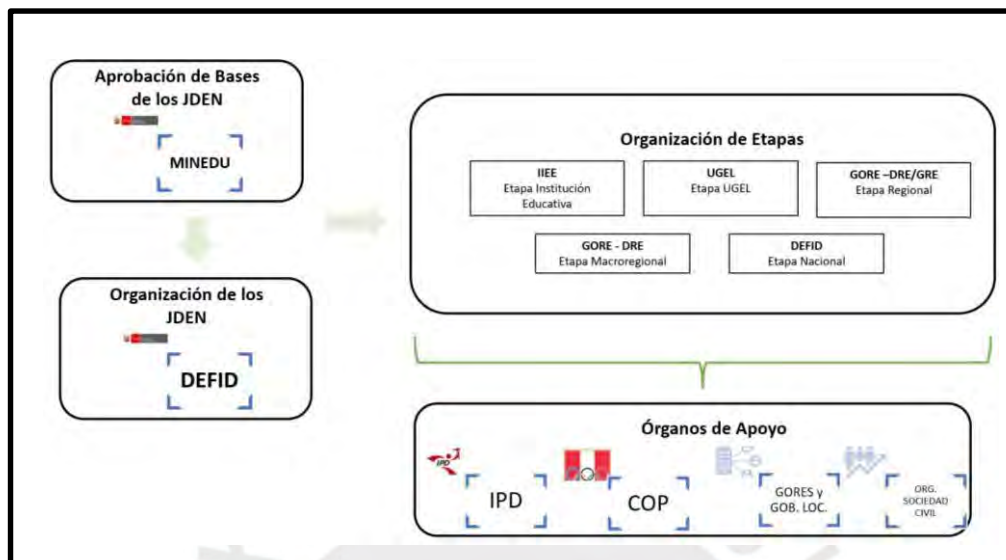 Aprobación de Bases
de los JDEN
MINEDU
Organización de los
JDEN
DEFID
Organización de Etapas
IIEE
Etapa Institución
Educativa
UGEL
Etapa UGEL
GORE –DRE/GRE
Etapa Regional
GORE - DRE
Etapa Macroregional
DEFID
Etapa Nacional
Órganos de Apoyo
IPD
IPD
COP
GORES y
GOB. LOC.
ORG.
SOCIEDAD
CIVIL